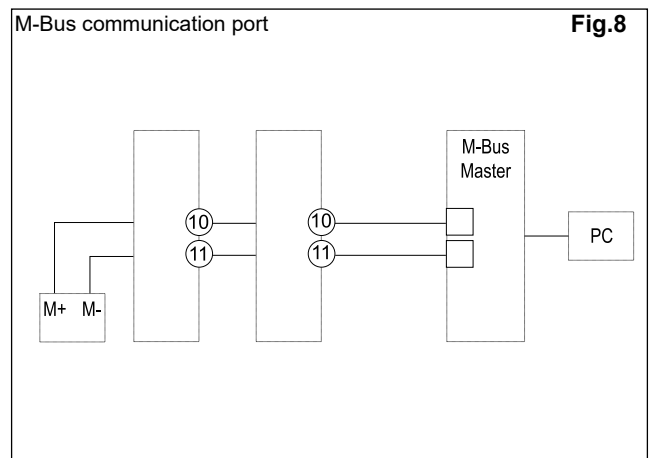 M-Bus communication port Fig.8
M-Bus
Master
10 10
11 11
PC
M+ M-